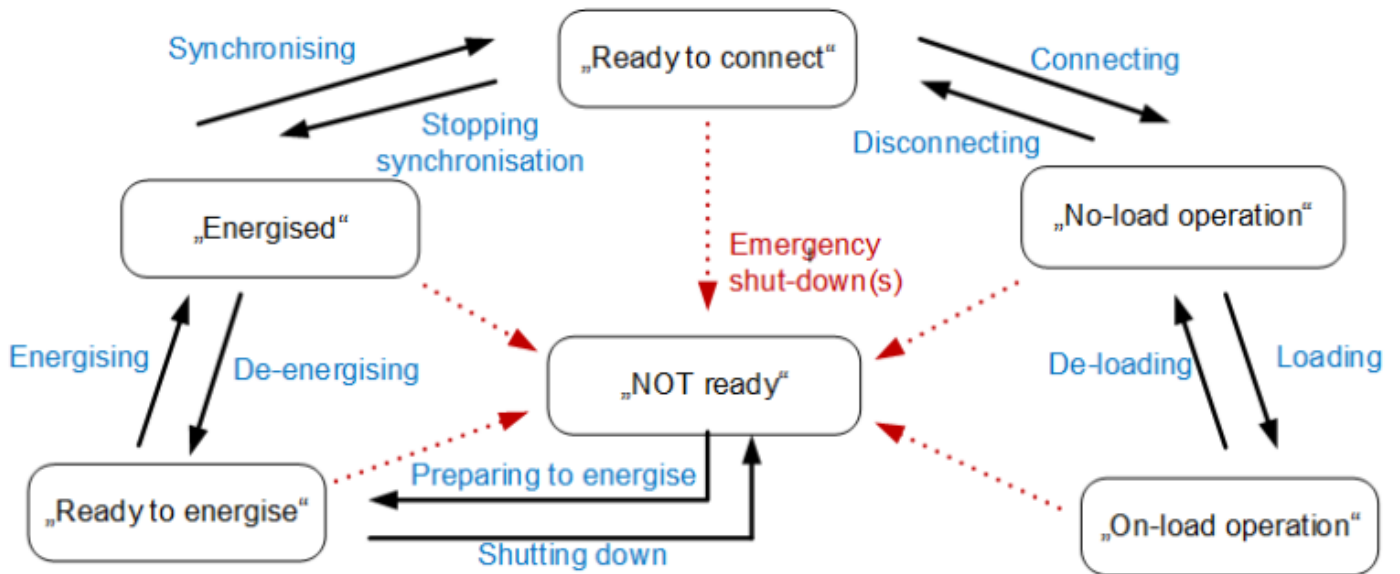 Synchronising
„Ready to connect“
Connecting
Stopping
synchronisation
Disconnecting
„Energised“
„No-load operation“
Emergency
shut-down(s)
Energising
De-energising
„NOT ready“
De-loading
Loading
Preparing to energise
„Ready to energise“
„On-load operation“
Shutting down